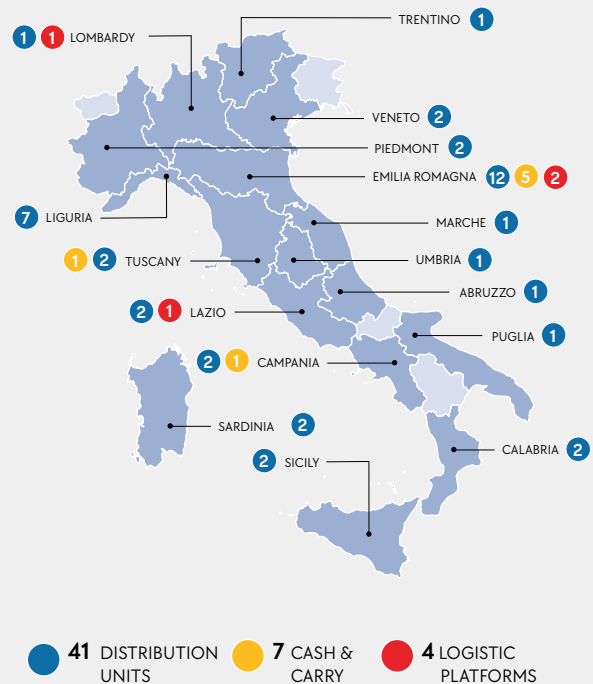 TRENTINO 1
1 1 LOMBARDY
VENETO 2
PIEDMONT 2
EMILIA ROMAGNA 12 5 2
7 LIGURIA
MARCHE 1
1 2 TUSCANY
UMBRIA 1
ABRUZZO 1
2 1 LAZIO
PUGLIA 1
2 1 CAMPANIA
SARDINIA 2
CALABRIA 2
2 SICILY
41 DISTRIBUTION
UNITS
7 CASH &
CARRY
4 LOGISTIC
PLATFORMS